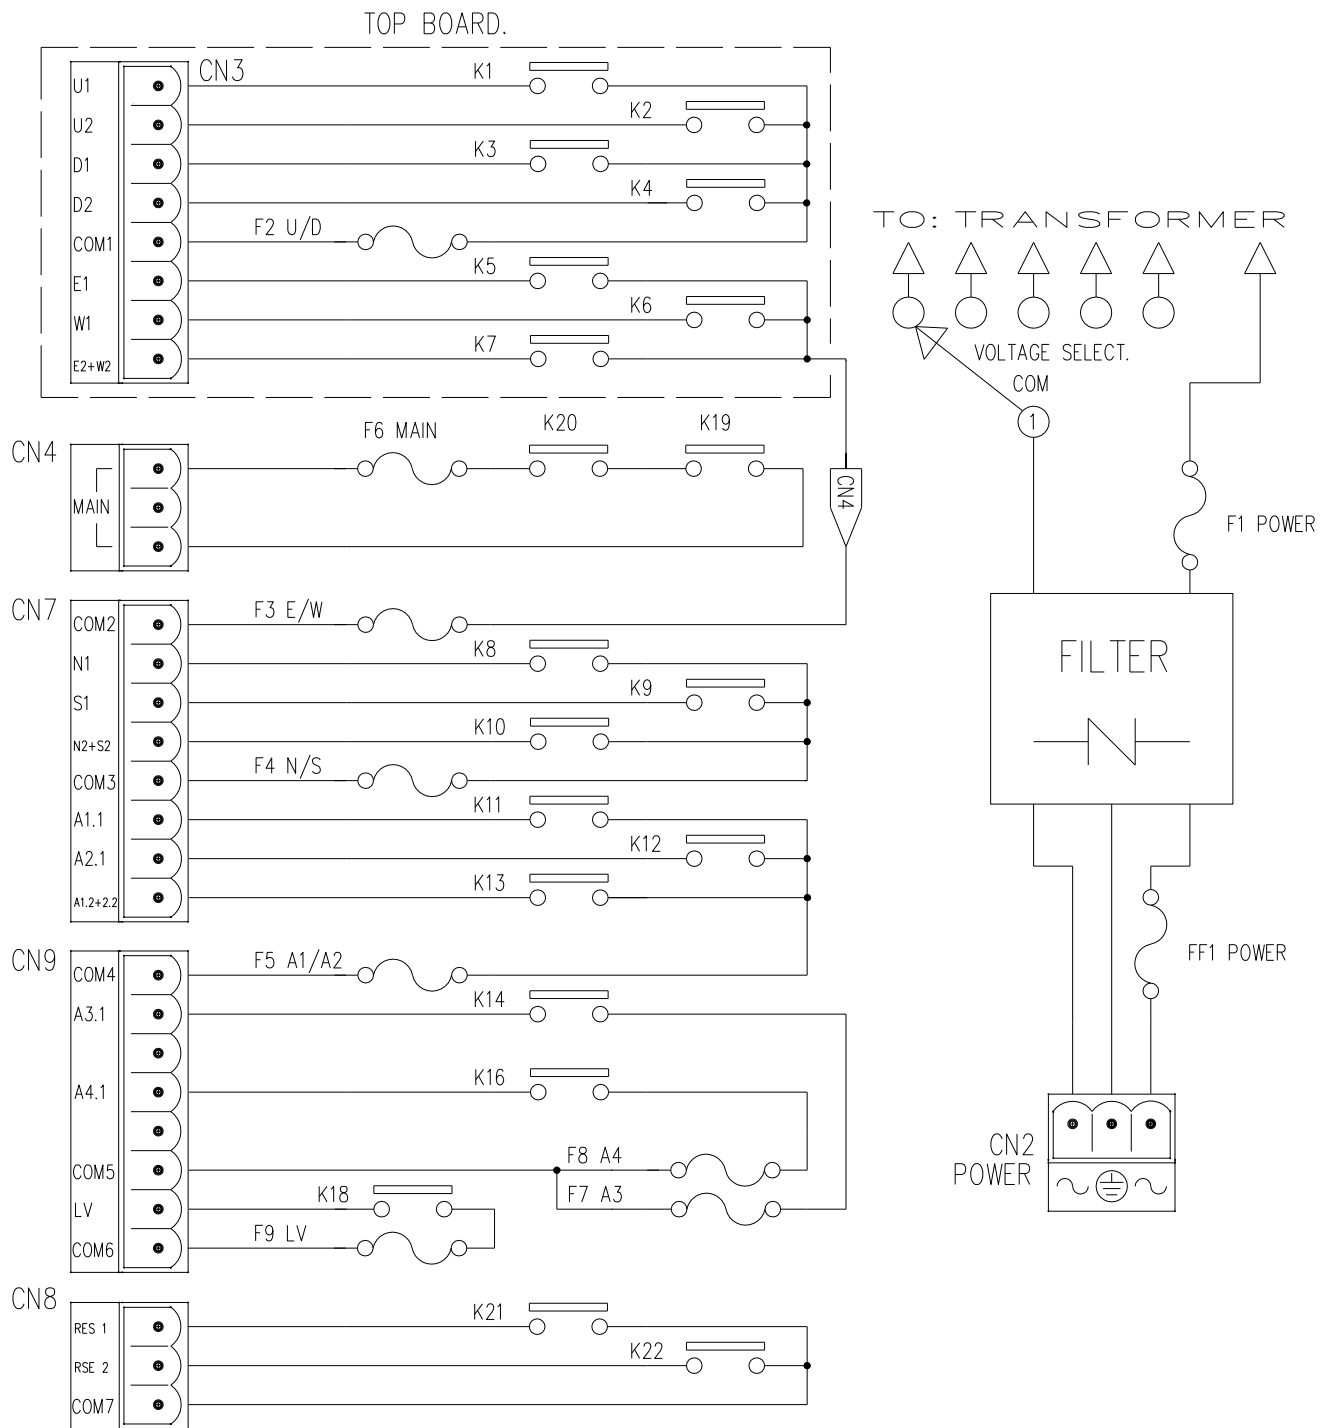 TOP BOARD.
CN3
U1
K1
U2
K2
D1
K3
D2
K4
COM1
F2 U/D
E1
K5
W1
K6
E2+W2
K7
TO: TRANSFORMER
VOLTAGE SELECT.
COM
1
F1 POWER
CN4
MAIN
F6 MAIN
K20
K19
CN4
CN7
COM2
F3 E/W
N1
K8
S1
K9
N2+S2
K10
COM3
F4 N/S
A1.1
K11
A2.1
K12
A1.2+2.2
K13
FILTER
FF1 POWER
CN9
COM4
F5 A1/A2
A3.1
K14
A4.1
K16
COM5
F8 A4
F7 A3
LV
K18
COM6
F9 LV
CN2
POWER
CN8
RES 1
K21
RSE 2
K22
COM7